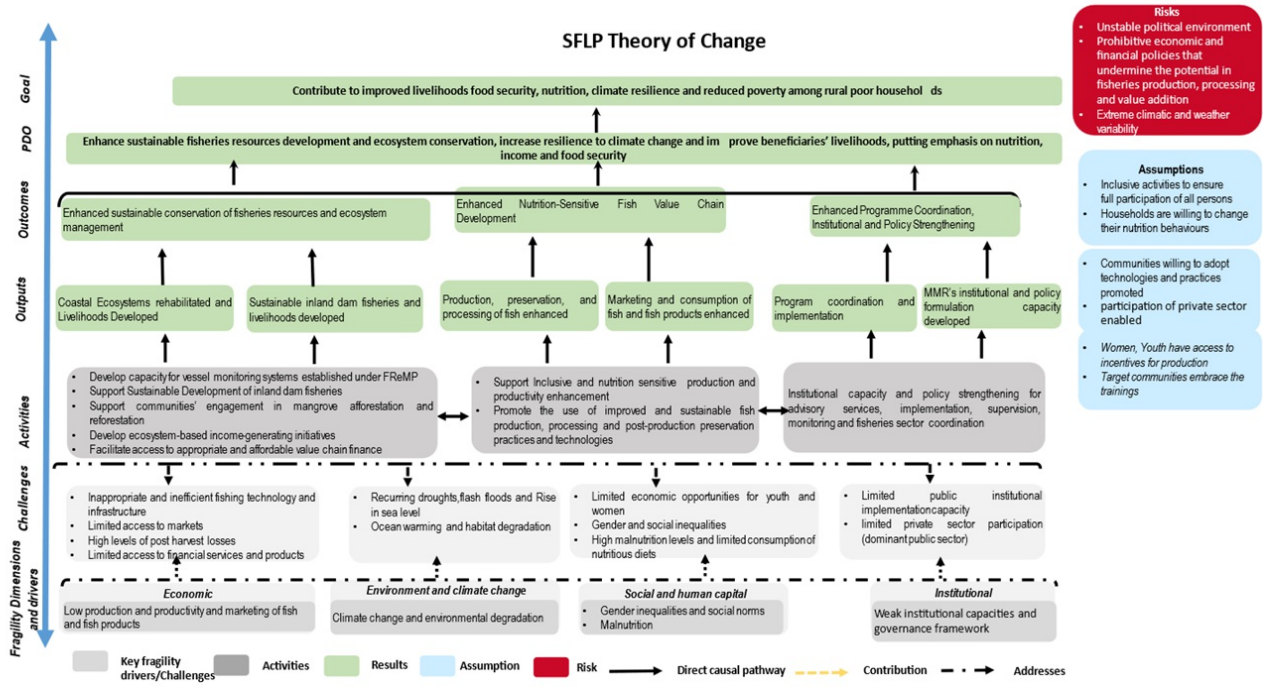 SFLP Theory of Change
Risks
• Unstable political environment
• Prohibitive economic and
financial policies that
undermine the potential in
fisheries production, processing
and value addition
• Extreme climatic and weather
variability
Goal
Contribute to improved livelihoods food security, nutrition, climate resilience and reduced poverty among rural poor househol ds
PDO
Enhance sustainable fisheries resources development and ecosystem conservation, increase resilience to climate change and im prove beneficiaries' livelihoods, putting emphasis on nutrition,
income and food security
Assumptions
• Inclusive activities to ensure
full participation of all persons
• Households are willing to change
their nutrition behaviours
Outcomes
Enhanced sustainable conservation of fisheries resources and ecosystem
management
Enhanced Nutrition-Sensitive Fish Value Chain
Development
Enhanced Programme Coordination,
Institutional and Policy Strengthening
• Communities willing to adopt
technologies and practices
promoted
• participation of private sector
enabled
Outputs
Coastal Ecosystems rehabilitated and
Livelihoods Developed
Sustainable inland dam fisheries and
livelihoods developed
Production, preservation, and
processing of fish enhanced
Marketing and consumption of
fish and fish products enhanced
Program coordination and
implementation
MMR's institutional and policy
formulation capacity
developed
• Women, Youth have access to
incentives for production
• Target communities embrace the
trainings
Activities
• Develop capacity for vessel monitoring systems established under FReMP
• Support Sustainable Development of inland dam fisheries
• Support communities' engagement in mangrove afforestation and
reforestation
• Develop ecosystem-based income-generating initiatives
• Facilitate access to appropriate and affordable value chain finance
• Support Inclusive and nutrition sensitive production and
productivity enhancement
• Promote the use of improved and sustainable fish
production, processing and post-production preservation
practices and technologies
Institutional capacity and policy strengthening for
advisory services, implementation, supervision,
monitoring and fisheries sector coordination
Challenges
• Inappropriate and inefficient fishing technology and
infrastructure
• Limited access to markets
• High levels of post harvest losses
• Limited access to financial services and products
• Recurring droughts,flash floods and Rise
in sea level
• Ocean warming and habitat degradation
• Limited economic opportunities for youth and
women
• Gender and social inequalities
• High malnutrition levels and limited consumption of
nutritious diets
• Limited public institutional
implementationcapacity
• limited private sector participation
(dominant public sector)
Fragility Dimensions
and drivers
Economic
Low production and productivity and marketing of fish
and fish products
Environment and climate change
Climate change and environmental degradation
Social and human capital
• Gender inequalities and social norms
• Malnutrition
Institutional
Weak institutional capacities and
governance framework
Key fragility
drivers/Challenges
Activities
Results
Assumption
Risk
Direct causal pathway
Contribution
Addresses